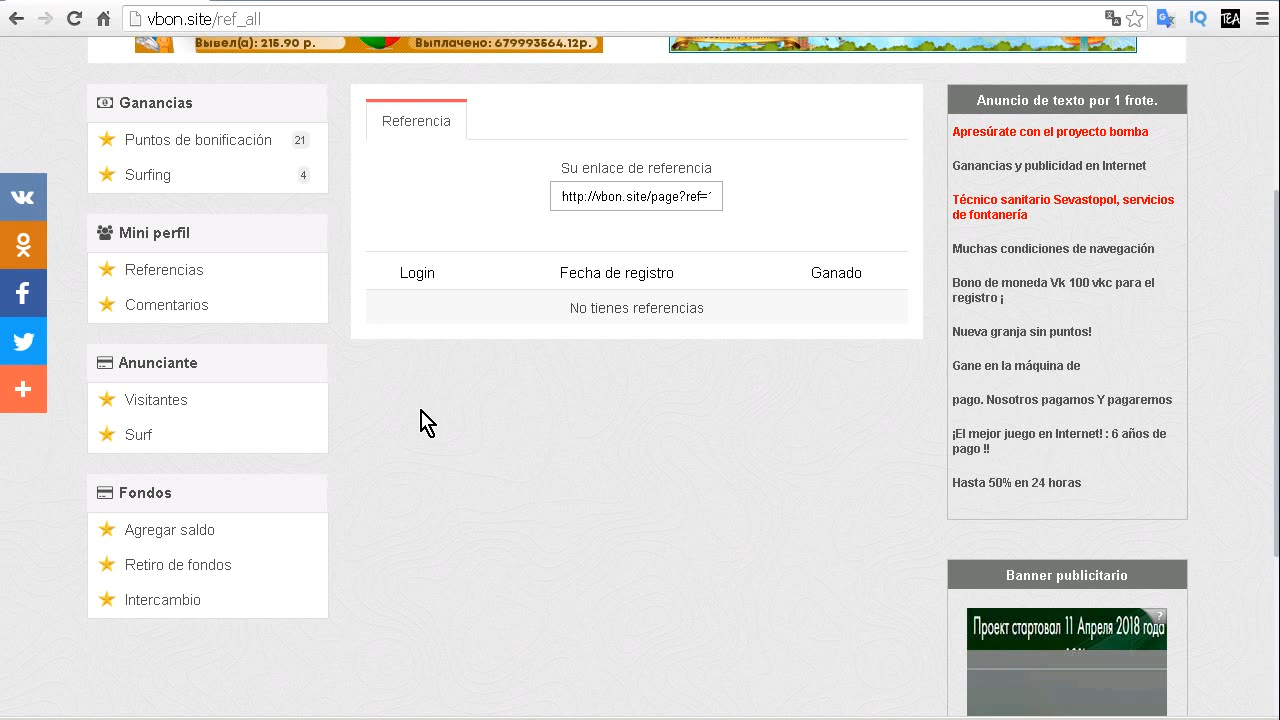 vbon.site/ref_all
IQ
TEA
Вывел(а): 215.90 р.
Выплачено: 679993564.12р.
Ganancias
Puntos de bonificación 21
Surfing 4
Mini perfil
Referencias
Comentarios
Anunciante
Visitantes
Surf
Fondos
Agregar saldo
Retiro de fondos
Intercambio
Referencia
Su enlace de referencia
http://vbon.site/page?ref=
Login Fecha de registro Ganado
No tienes referencias
Anuncio de texto por 1 frote.
Apresúrate con el proyecto bomba
Ganancias y publicidad en Internet
Técnico sanitario Sevastopol, servicios
de fontanería
Muchas condiciones de navegación
Bono de moneda Vk 100 vkc para el
registro ¡
Nueva granja sin puntos!
Gane en la máquina de
pago. Nosotros pagamos Y pagaremos
¡El mejor juego en Internet! : 6 años de
pago !!
Hasta 50% en 24 horas
Banner publicitario
Проект стартовал 11 Апреля 2018 года